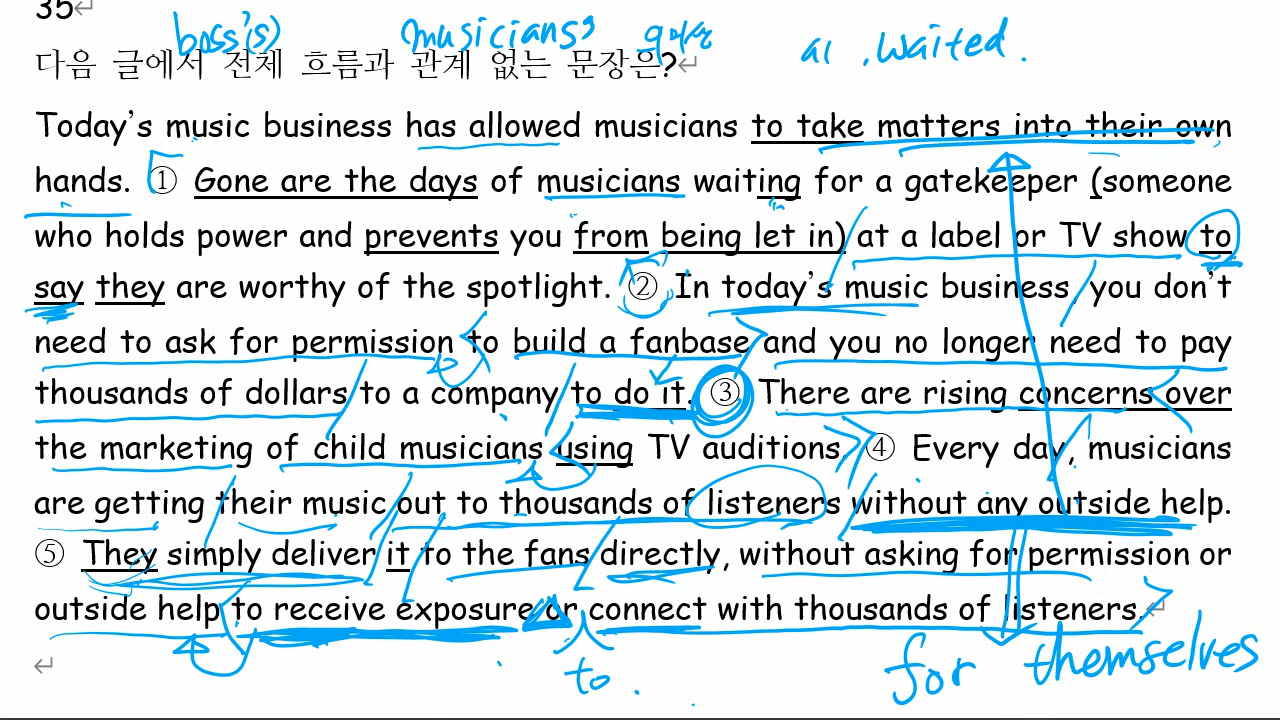 35
boss's) musicians' ai . waited .
다음 글에서 전체 흐름과 관계 없는 문장은?
Today's music business has allowed musicians to take matters into their own
hands. ① Gone are the days of musicians waiting for a gatekeeper (someone
who holds power and prevents you from being let in) at a label or TV show to
say they are worthy of the spotlight. ② In today's music business, you don't
need to ask for permission to build a fanbase and you no longer need to pay
thousands of dollars to a company to do it. ③ There are rising concerns over
the marketing of child musicians using TV auditions. ④ Every day, musicians
are getting their music out to thousands of listeners without any outside help.
⑤ They simply deliver it to the fans directly, without asking for permission or
outside help to receive exposure or connect with thousands of listeners.
to . for themselves